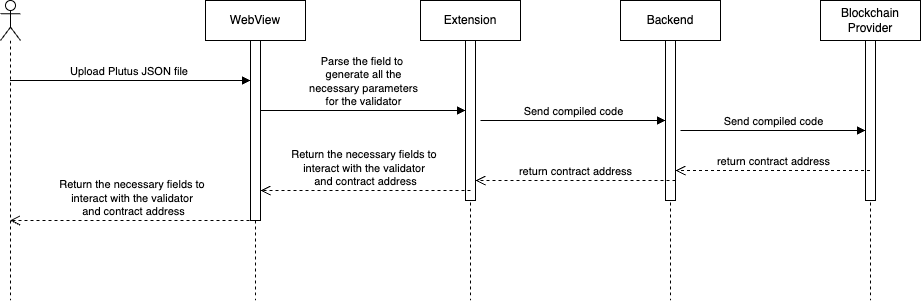 WebView
Extension
Backend
Blockchain
Provider
Upload Plutus JSON file
Parse the field to
generate all the
necessary parameters
for the validator
Send compiled code
Send compiled code
return contract address
return contract address
Return the necessary fields to
interact with the validator
and contract address
Return the necessary fields to
interact with the validator
and contract address